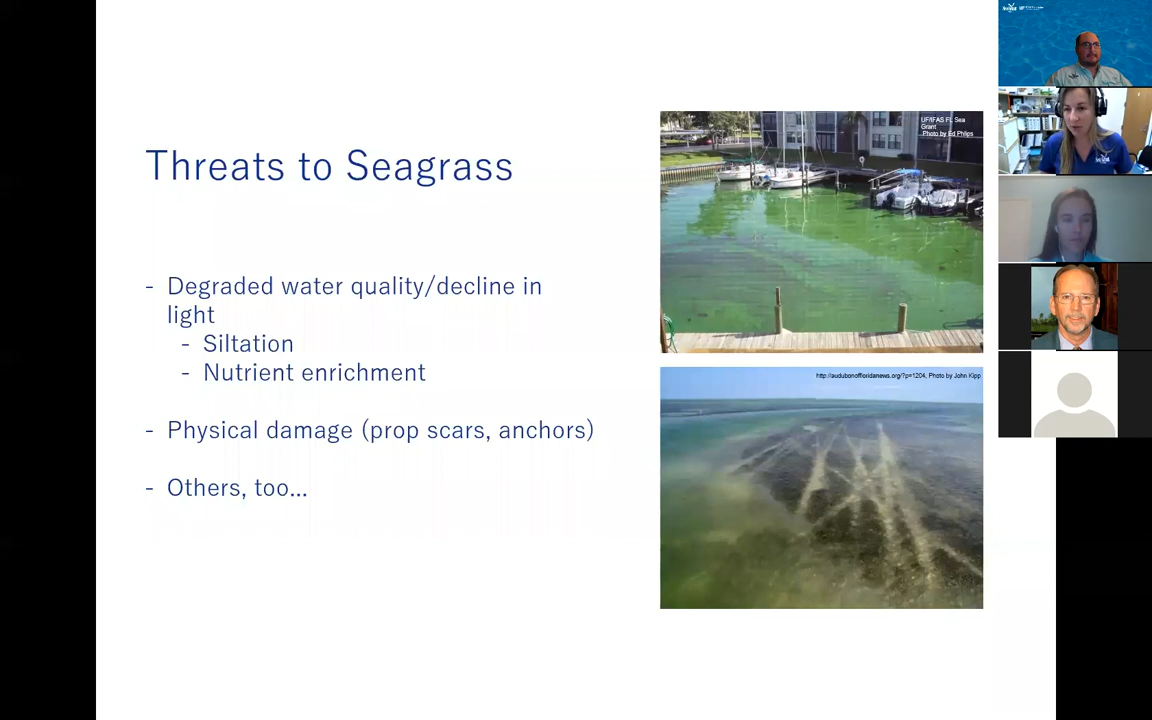 Threats to Seagrass
- Degraded water quality/decline in
light
- Siltation
- Nutrient enrichment
- Physical damage (prop scars, anchors)
- Others, too...
UF/IFAS FL Sea
Grant
Photo by Ed Philips
http://audubonoffloridanews.org/?p=1204, Photo by John Kipp